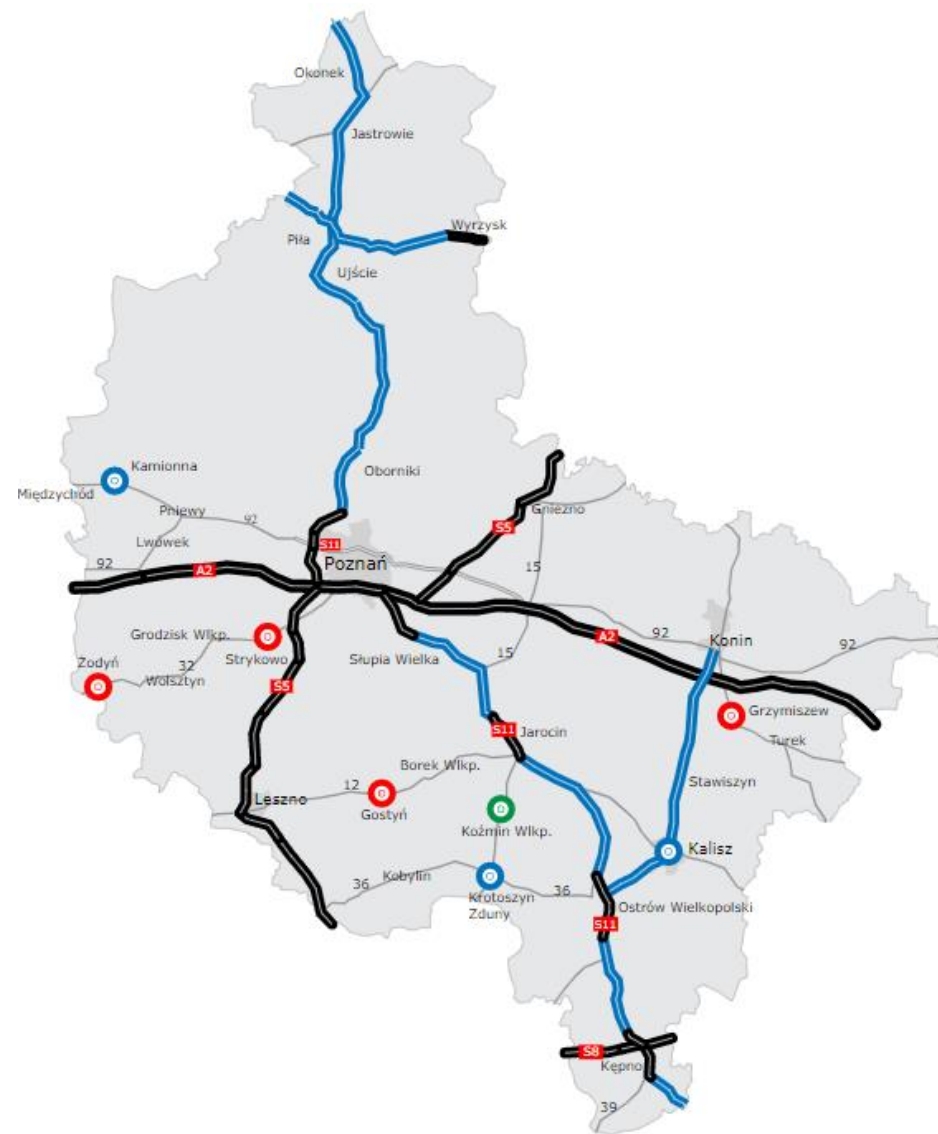 Okonek
Jastrowie
Wyrzysk
Piła
Ujście
Oborniki
Kamionna
Międzychód
Pniewy
92
Gniezno
S5
Lwówek
S11
92
Poznań
A2
15
Grodzisk Wlkp.
Strykowo
A2
92
Konin
92
Zodyń
32
Wolsztyn
Słupia Wielka
15
S5
Grzymiszew
S11
Jarocin
Turek
Borek Wlkp.
12
Stawiszyn
Leszno
Gostyń
Koźmin Wlkp.
Kalisz
Kobylin
36
Krotoszyn
Zduny
36
Ostrów Wielkopolski
S11
S8
Kępno
39